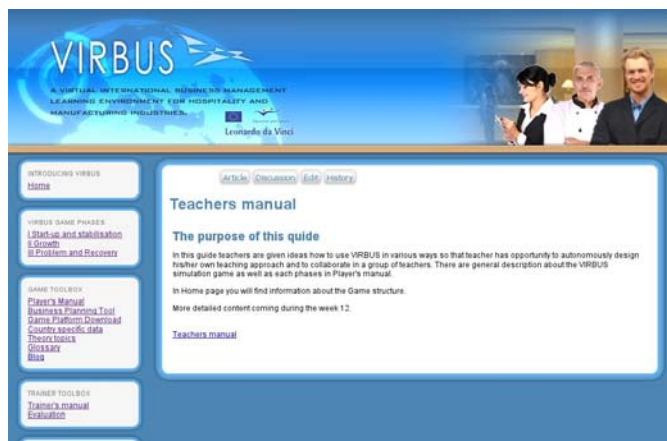 VIRBUS
A VIRTUAL INTERNATIONAL BUSINESS MANAGEMENT
LEARNING ENVIRONMENT FOR HOSPITALITY AND
MANUFACTURING INDUSTRIES.
Leonardo da Vinci
INTRODUCING VIRBUS
Home
VIRBUS GAME PHASES
I Start-up and stabilisation
II Growth
III Problem and Recovery
GAME TOOLBOX
Player's Manual
Business Planning Tool
Game Platform Download
Country specific data
Theory topics
Glossary
Blog
TRAINER TOOLBOX
Trainer's manual
Evaluation
Article Discussion Edit History
Teachers manual
The purpose of this quide
In this guide teachers are given ideas how to use VIRBUS in various ways so that teacher has opportunity to autonomously design
his/her own teaching approach and to collaborate in a group of teachers. There are general description about the VIRBUS
simulation game as well as each phases in Player's manual.
In Home page you will find information about the Game structure.
More detailed content coming during the week 12.
Teachers manual